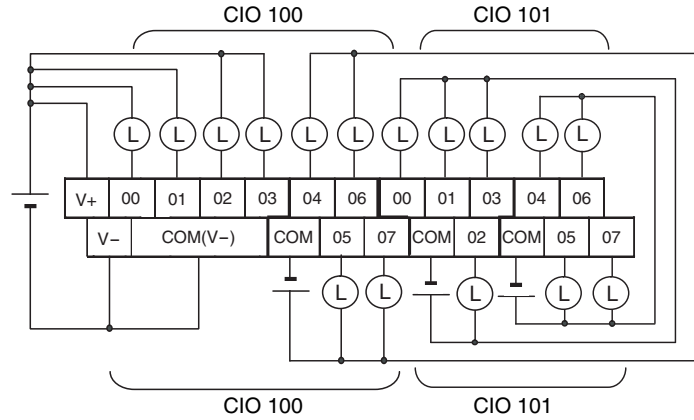 CIO 100 CIO 101
L L L L L L L L L L L
V+ 00 01 02 03 04 06 00 01 03 04 06
V− COM(V−) COM 05 07 COM 02 COM 05 07
L L L L L
CIO 100 CIO 101